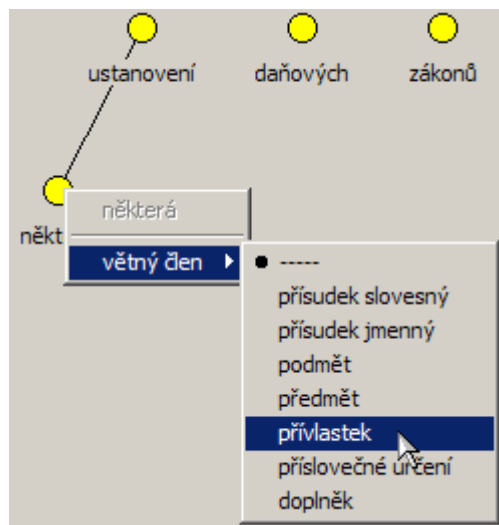 ustanovení daňových zákonů
někt
některá
větný člen
-----
přísudek slovesný
přísudek jmenný
podmět
předmět
přívlastek
příslovečné určení
doplněk